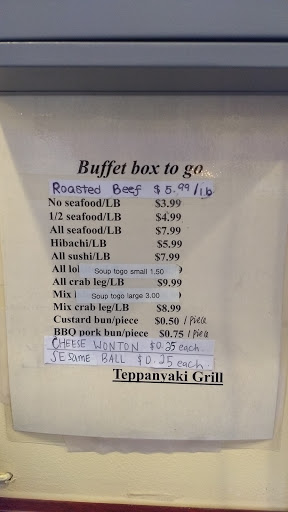 Buffet box to go
Roasted Beef $5.99/lb
No seafood/LB $3.99
1/2 seafood/LB $4.99
All seafood/LB $7.99
Hibachi/LB $5.99
All sushi/LB $7.99
All Soup togo small 1.50
All crab leg/LB $9.99
Mix Soup togo large 3.00
Mix crab leg/LB $8.99
Custard bun/piece $0.50 /Piece
BBQ pork bun/piece $0.75 /Piece
CHEESE WONTON $0.25 each.
SESAME BALL $0.25 each.
Teppanyaki Grill